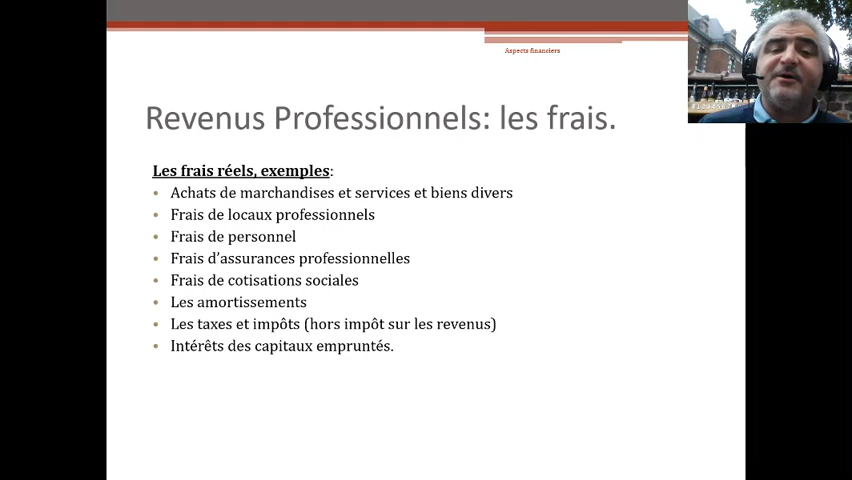 Aspects financiers
Revenus Professionnels: les frais.
Les frais réels, exemples:
• Achats de marchandises et services et biens divers
• Frais de locaux professionnels
• Frais de personnel
• Frais d'assurances professionnelles
• Frais de cotisations sociales
• Les amortissements
• Les taxes et impôts (hors impôt sur les revenus)
• Intérêts des capitaux empruntés.